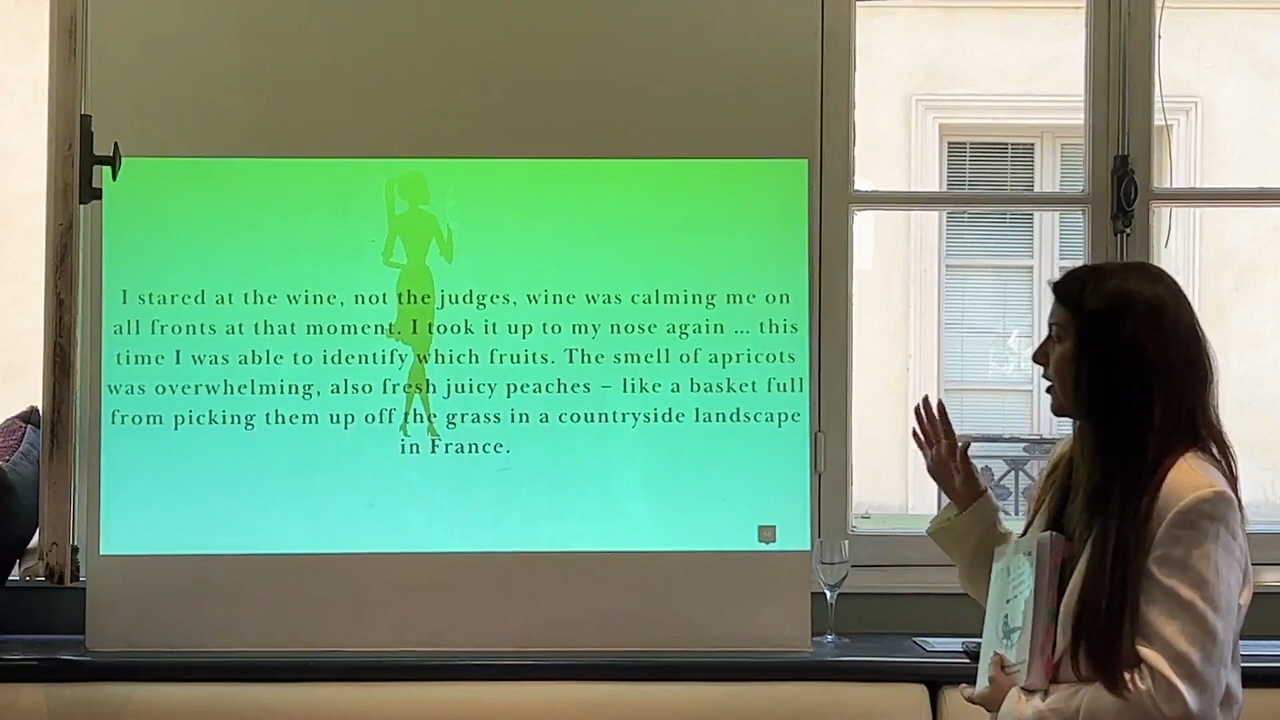 I stared at the wine, not the judges, wine was calming me on
all fronts at that moment. I took it up to my nose again ... this
time I was able to identify which fruits. The smell of apricots
was overwhelming, also fresh juicy peaches – like a basket full
from picking them up off the grass in a countryside landscape
in France.